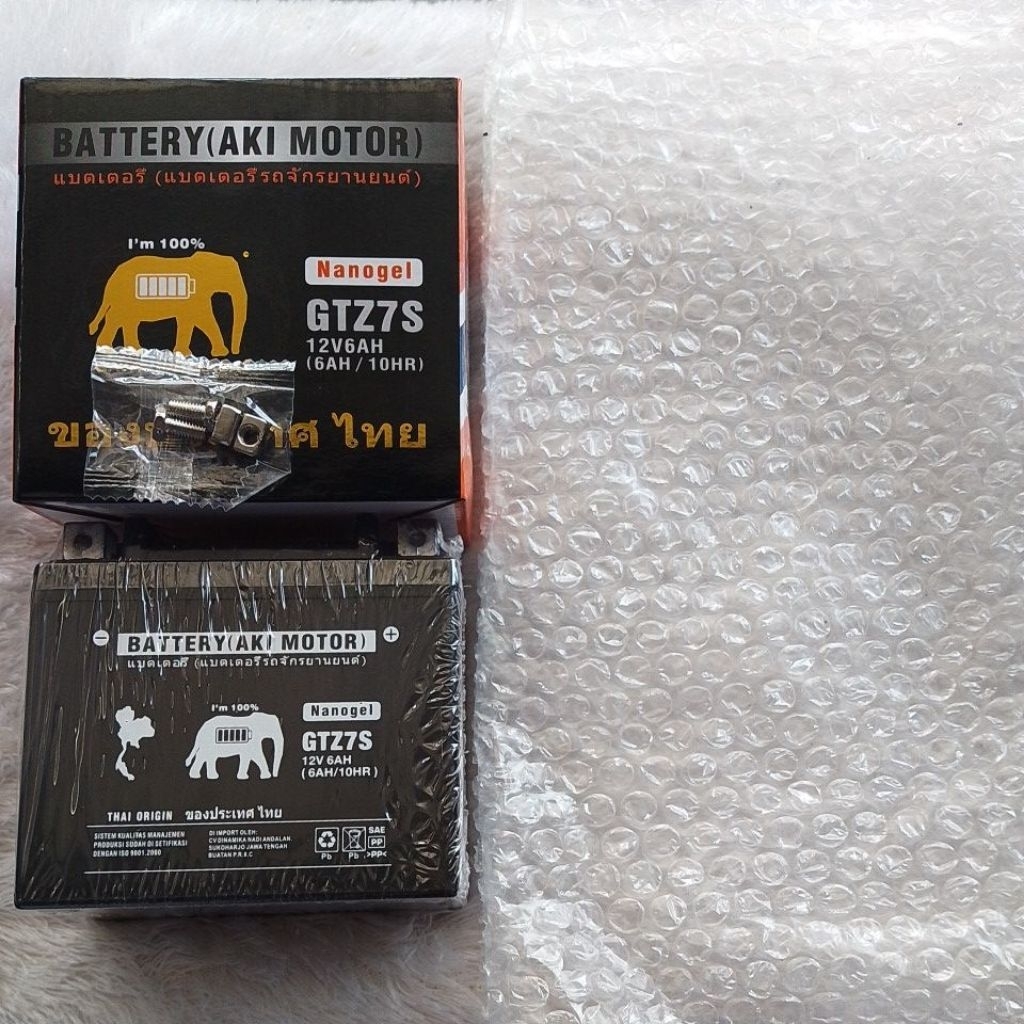 BATTERY(AKI MOTOR)
แบตเตอรี่ (แบตเตอรี่รถจักรยานยนต์)
I'm 100%
Nanogel
GTZ7S
12V6AH
(6AH / 10HR)
ไทย
BATTERY(AKI MOTOR)
แบตเตอรี่ (แบตเตอรี่รถจักรยานยนต์)
I'm 100%
Nanogel
GTZ7S
12V 6AH
(6AH/10HR)
THAI ORIGIN ของประเทศ ไทย
SISTEM KUALITAS MANAJEMEN
PRODUKSI SUDAH DI SETIFIKASI
DENGAN ISO 9001.2000
DI IMPORT OLEH:
CV DINAMIKA NADI ANDALAN.
SUKOHARJO JAWA TENGAH
BUATAN P.R.C
Pb
Pb
SAE
PP
>PP<